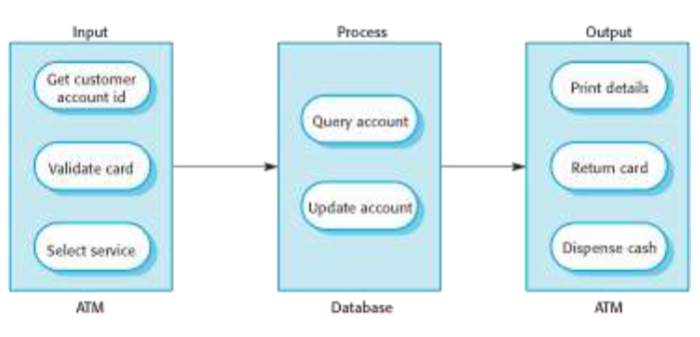 Input
Get customer
account id
Validate card
Select service
ATM
Process
Query account
Update account
Database
Output
Print details
Return card
Dispense cash
ATM